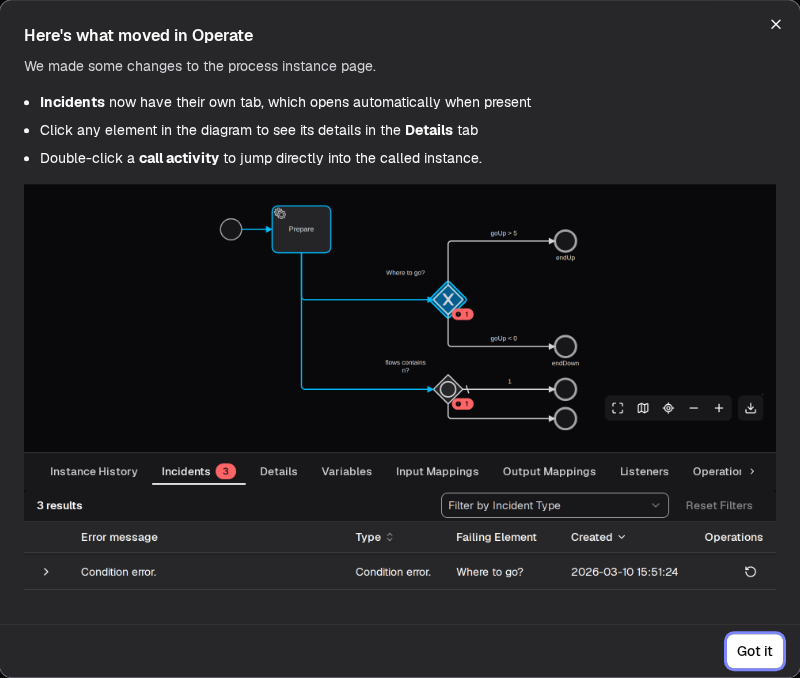 Here's what moved in Operate
We made some changes to the process instance page.
Incidents now have their own tab, which opens automatically when present
Click any element in the diagram to see its details in the Details tab
Double-click a call activity to jump directly into the called instance.
Prepare
goUp > 5
endUp
Where to go?
X
1
goUp < 0
endDown
flows contains
n?
1
1
Instance History Incidents 3 Details Variables Input Mappings Output Mappings Listeners Operation
3 results Filter by Incident Type Reset Filters
Error message Type Failing Element Created Operations
Condition error. Condition error. Where to go? 2026-03-10 15:51:24
Got it